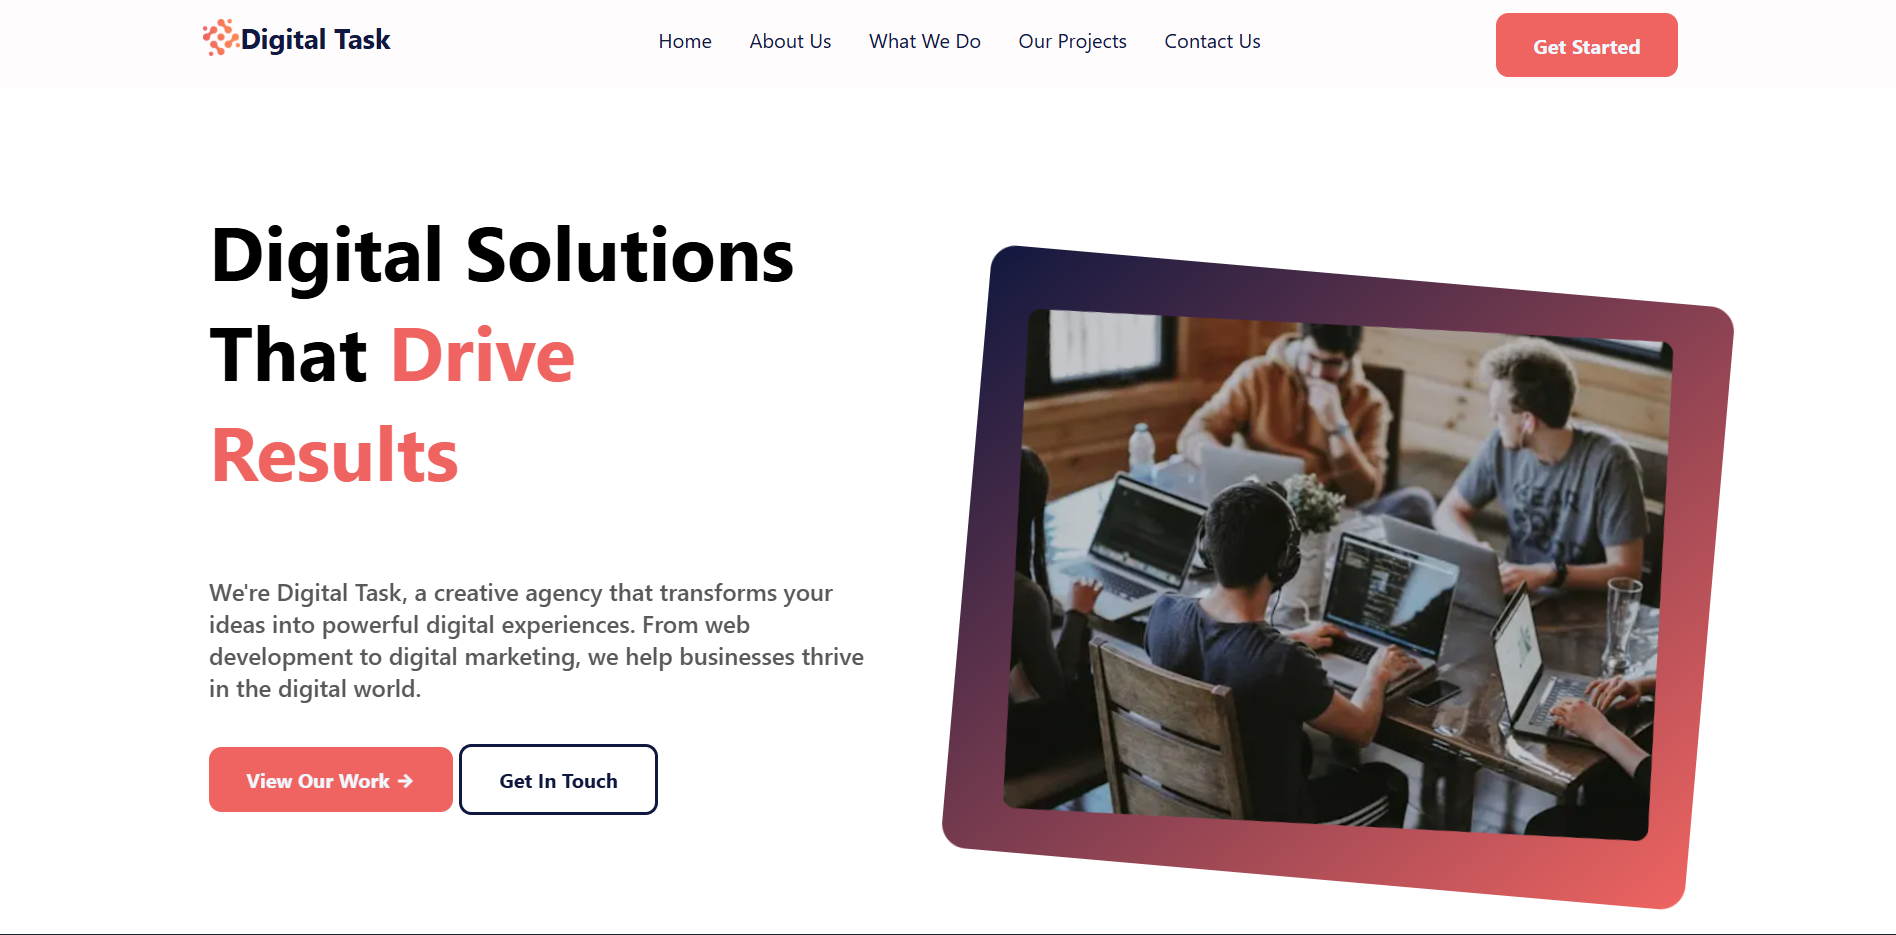 Digital Task
Home About Us What We Do Our Projects Contact Us
Get Started
Digital Solutions
That Drive
Results
We're Digital Task, a creative agency that transforms your
ideas into powerful digital experiences. From web
development to digital marketing, we help businesses thrive
in the digital world.
View Our Work →
Get In Touch